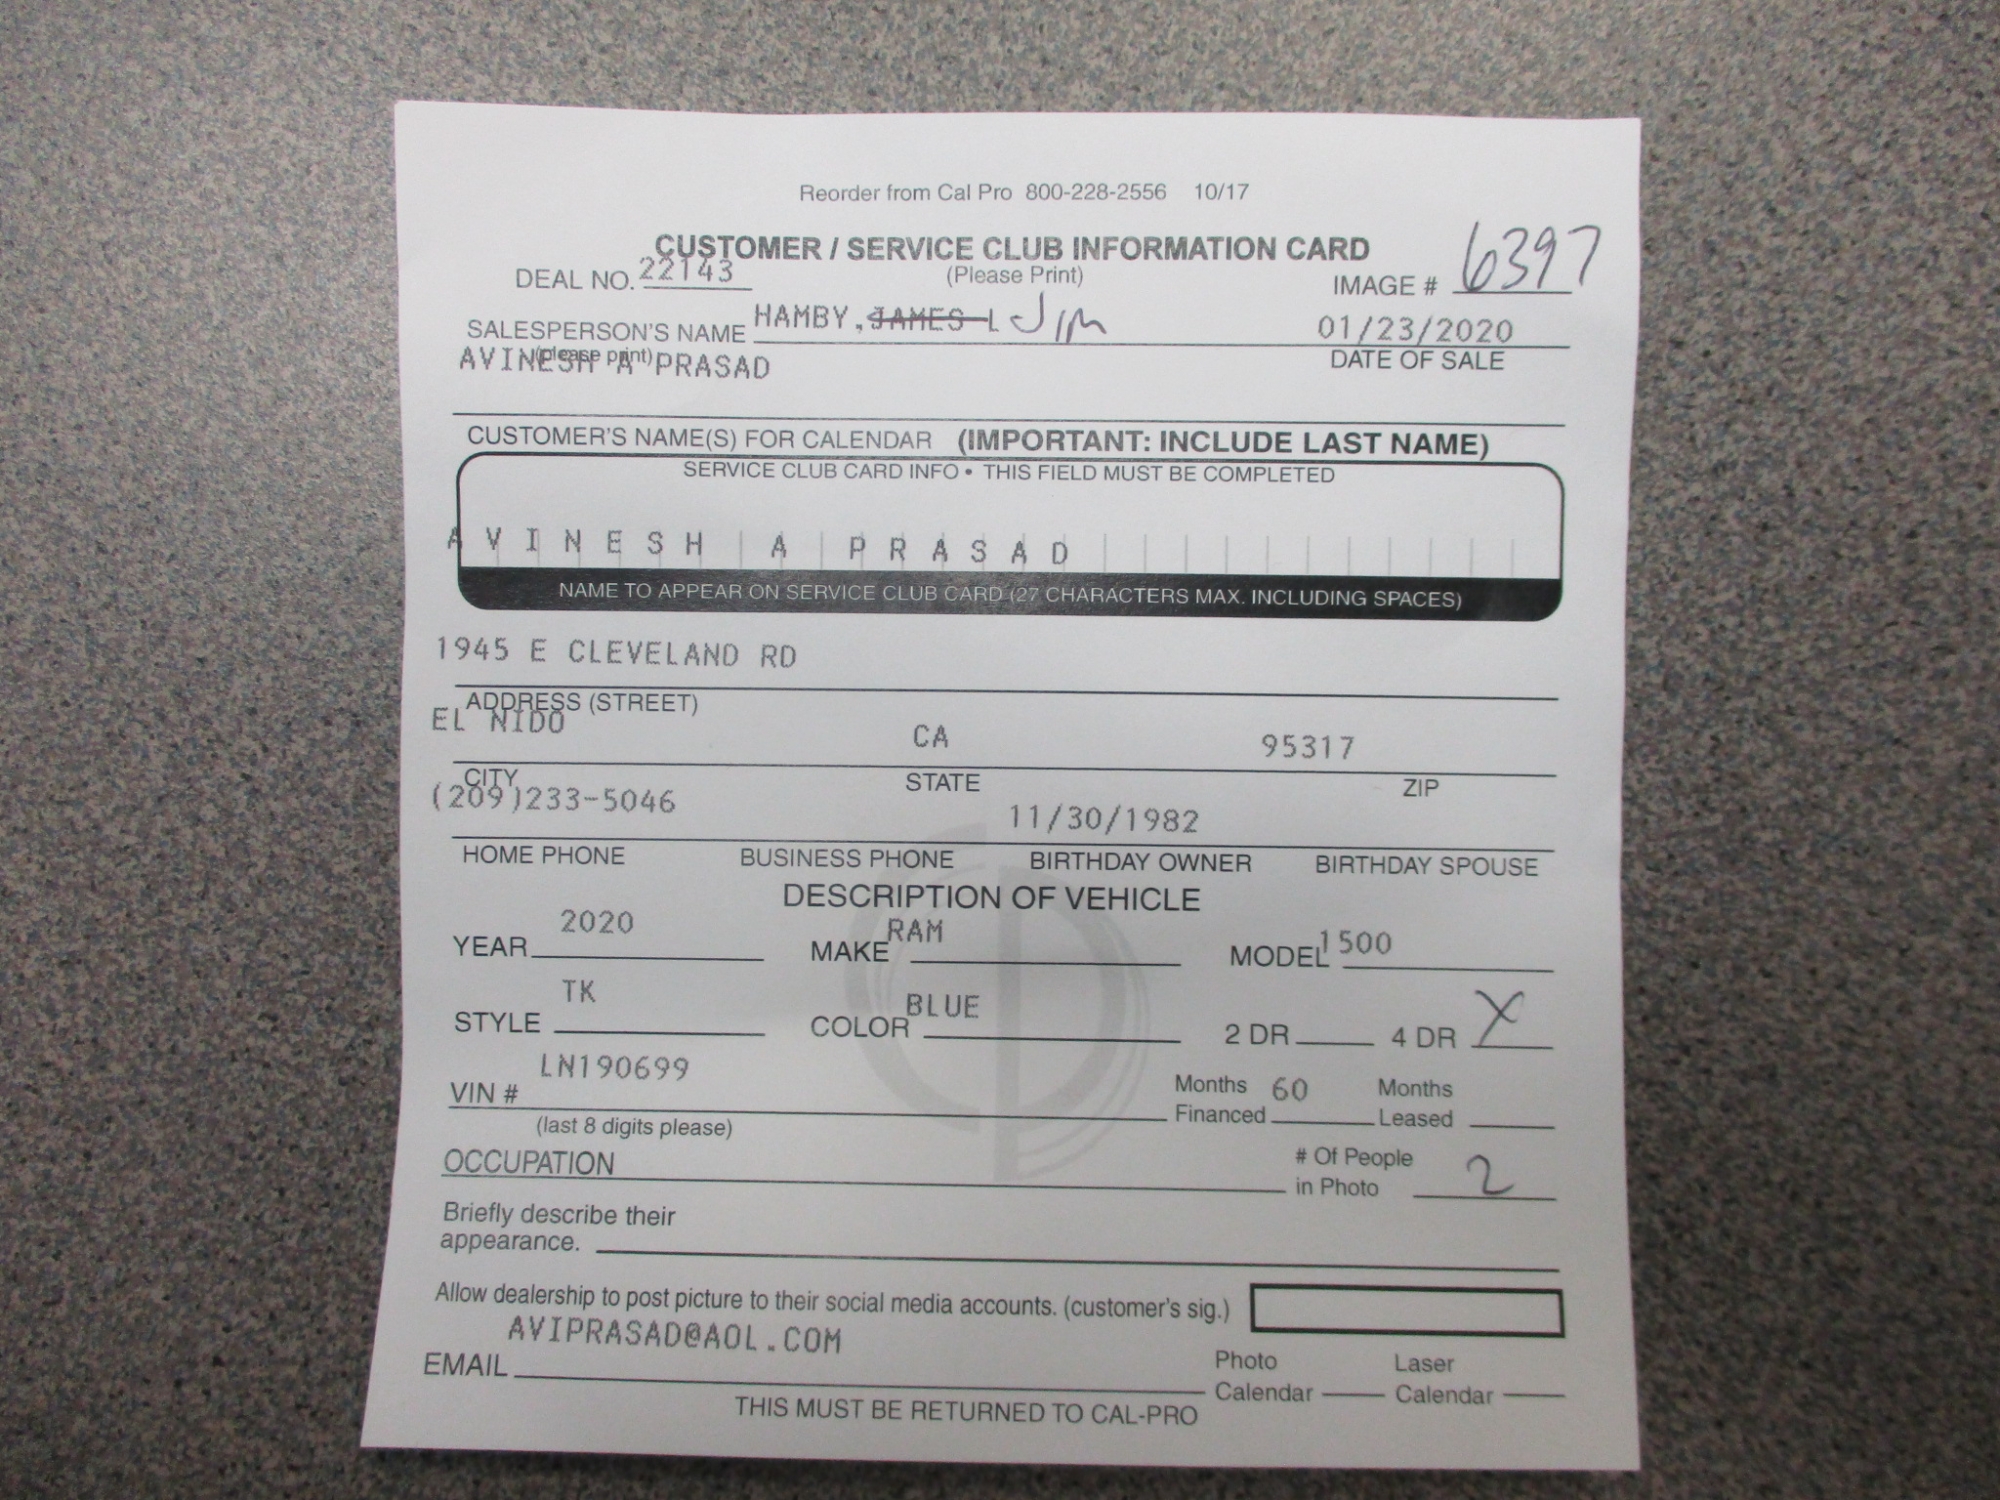 Reorder from Cal Pro 800-228-2556 10/17
CUSTOMER / SERVICE CLUB INFORMATION CARD
(Please Print)
DEAL NO. 22143
IMAGE # 6397
SALESPERSON'S NAME HAMBY, JAMES L Jim
01/23/2020
(please print)
DATE OF SALE
AVINESH A PRASAD
CUSTOMER'S NAME(S) FOR CALENDAR (IMPORTANT: INCLUDE LAST NAME)
SERVICE CLUB CARD INFO • THIS FIELD MUST BE COMPLETED
AVINESH A PRASAD
NAME TO APPEAR ON SERVICE CLUB CARD (27 CHARACTERS MAX. INCLUDING SPACES)
1945 E CLEVELAND RD
ADDRESS (STREET)
EL NIDO CA 95317
CITY STATE ZIP
(209)233-5046 11/30/1982
HOME PHONE BUSINESS PHONE BIRTHDAY OWNER BIRTHDAY SPOUSE
DESCRIPTION OF VEHICLE
YEAR 2020 MAKE RAM MODEL 1500
STYLE TK COLOR BLUE 2 DR 4 DR X
VIN # LN190699 Months Financed 60 Months Leased
(last 8 digits please)
OCCUPATION # Of People in Photo 2
Briefly describe their
appearance.
Allow dealership to post picture to their social media accounts. (customer's sig.)
EMAIL AVIPRASAD@AOL.COM
Photo Calendar Laser Calendar
THIS MUST BE RETURNED TO CAL-PRO